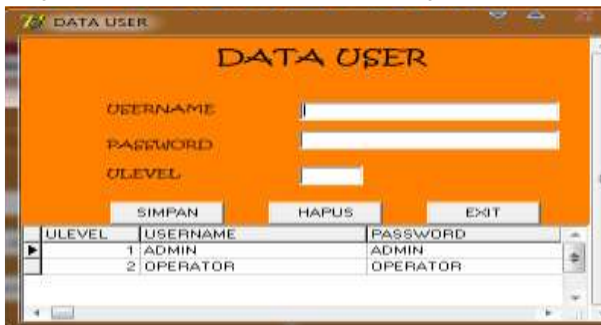 DATA USER
DATA USER
USERNAME
PASSWORD
ULEVEL
SIMPAN HAPUS EXIT
ULEVEL USERNAME PASSWORD
1 ADMIN ADMIN
2 OPERATOR OPERATOR